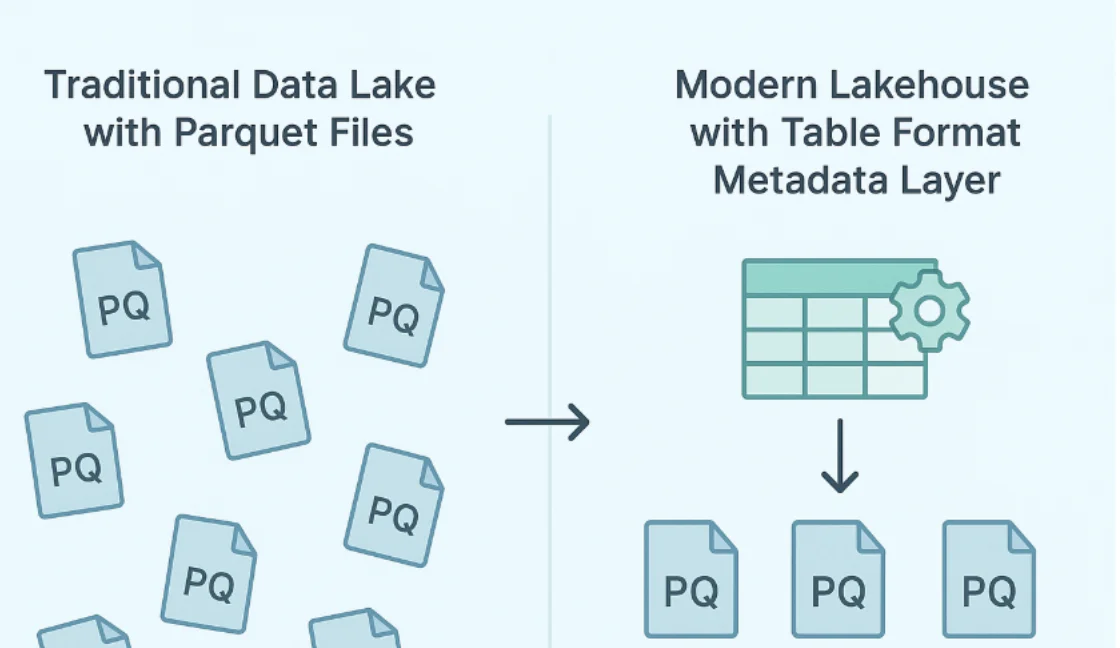 Traditional Data Lake
with Parquet Files
PQ
PQ
PQ
PQ
PQ
PQ
Modern Lakehouse
with Table Format
Metadata Layer
PQ
PQ
PQ